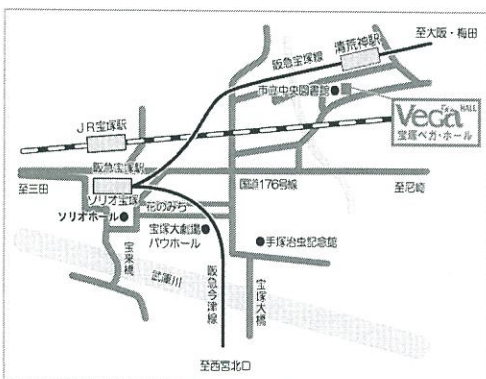 至大阪・梅田
清荒神駅
阪急宝塚線
市立中央図書館
Vega HALL
宝塚ベガ・ホール
JR宝塚駅
阪急宝塚駅
至三田
国道176号線
至尼崎
ソリオ宝塚
花のみち
ソリオホール
宝塚大劇場
バウホール
手塚治虫記念館
宝来橋
武庫川
阪急今津線
宝塚大橋
至西宮北口